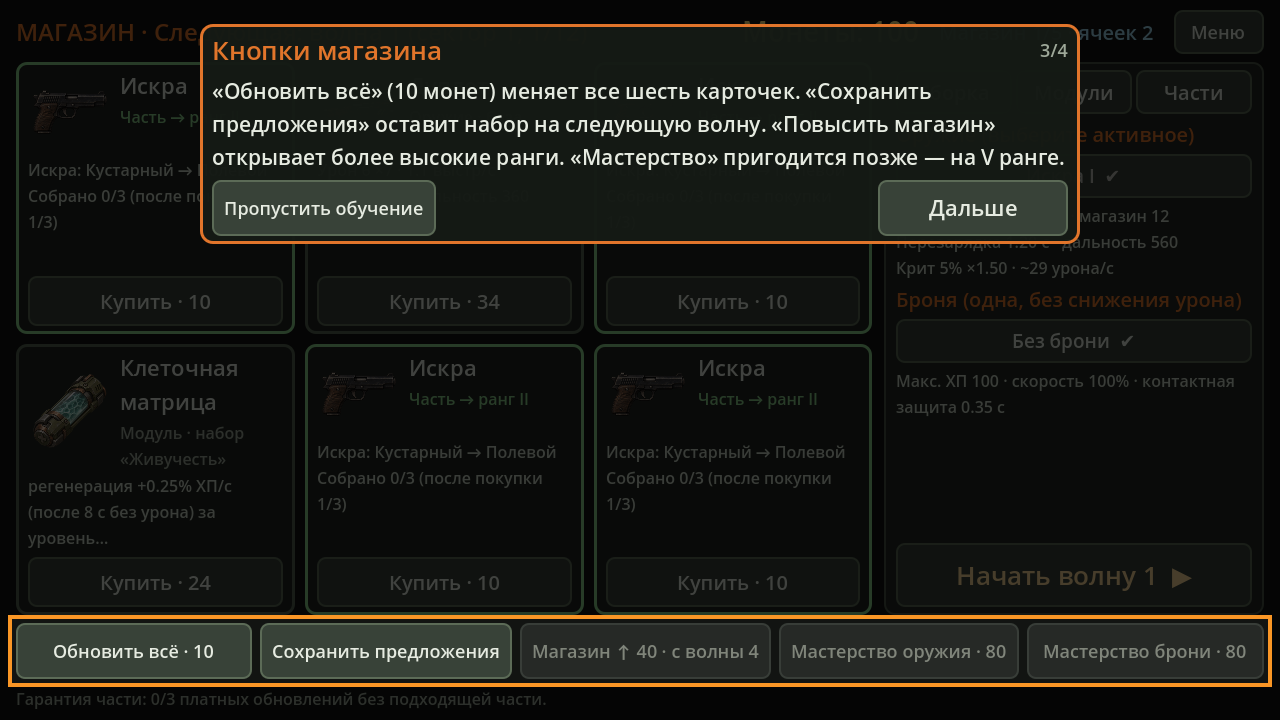 МАГАЗИН · Сле
ячеек 2
Меню
Кнопки магазина
3/4
«Обновить всё» (10 монет) меняет все шесть карточек. «Сохранить
предложения» оставит набор на следующую волну. «Повысить магазин»
открывает более высокие ранги. «Мастерство» пригодится позже — на V ранге.
Пропустить обучение
Дальше
Искра
Часть → р
Искра: Кустарный →
Собрано 0/3 (после по
1/3)
Купить · 10
Купить · 34
Купить · 10
Части
е активное)
I ✔
магазин 12
Перезарядка 1.20 с · дальность 560
Крит 5% ×1.50 · ~29 урона/с
Броня (одна, без снижения урона)
Без брони ✔
Макс. ХП 100 · скорость 100% · контактная
защита 0.35 с
Клеточная
матрица
Модуль · набор
«Живучесть»
регенерация +0.25% ХП/с
(после 8 с без урона) за
уровень...
Купить · 24
Искра
Часть → ранг II
Искра: Кустарный → Полевой
Собрано 0/3 (после покупки
1/3)
Купить · 10
Искра
Часть → ранг II
Искра: Кустарный → Полевой
Собрано 0/3 (после покупки
1/3)
Купить · 10
Начать волну 1 ▶
Обновить всё · 10
Сохранить предложения
Магазин ↑ 40 · с волны 4
Мастерство оружия · 80
Мастерство брони · 80
Гарантия части: 0/3 платных обновлений без подходящей части.